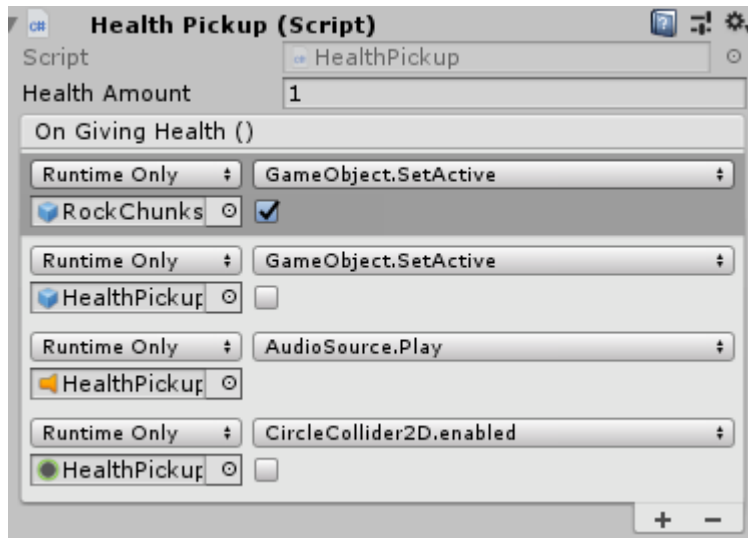 Health Pickup (Script)
Script HealthPickup
Health Amount 1
On Giving Health ()
Runtime Only GameObject.SetActive
RockChunks
Runtime Only GameObject.SetActive
HealthPickup
Runtime Only AudioSource.Play
HealthPickup
Runtime Only CircleCollider2D.enabled
HealthPickup